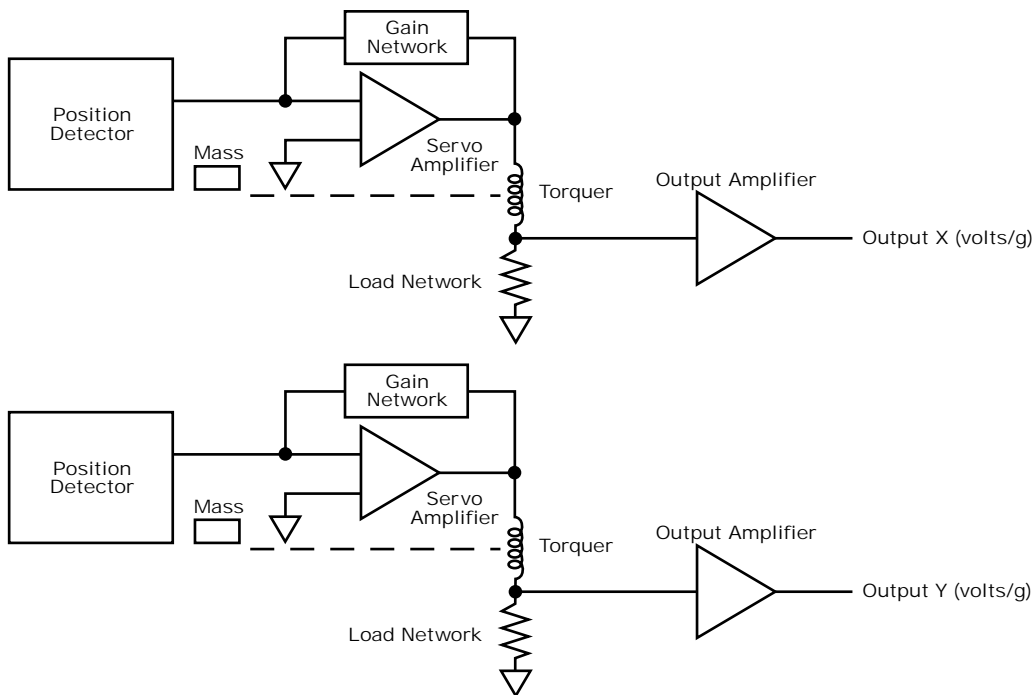 Gain
Network
Position
Detector
Mass
Servo
Amplifier
Torquer
Output Amplifier
Output X (volts/g)
Load Network
Gain
Network
Position
Detector
Mass
Servo
Amplifier
Torquer
Output Amplifier
Output Y (volts/g)
Load Network